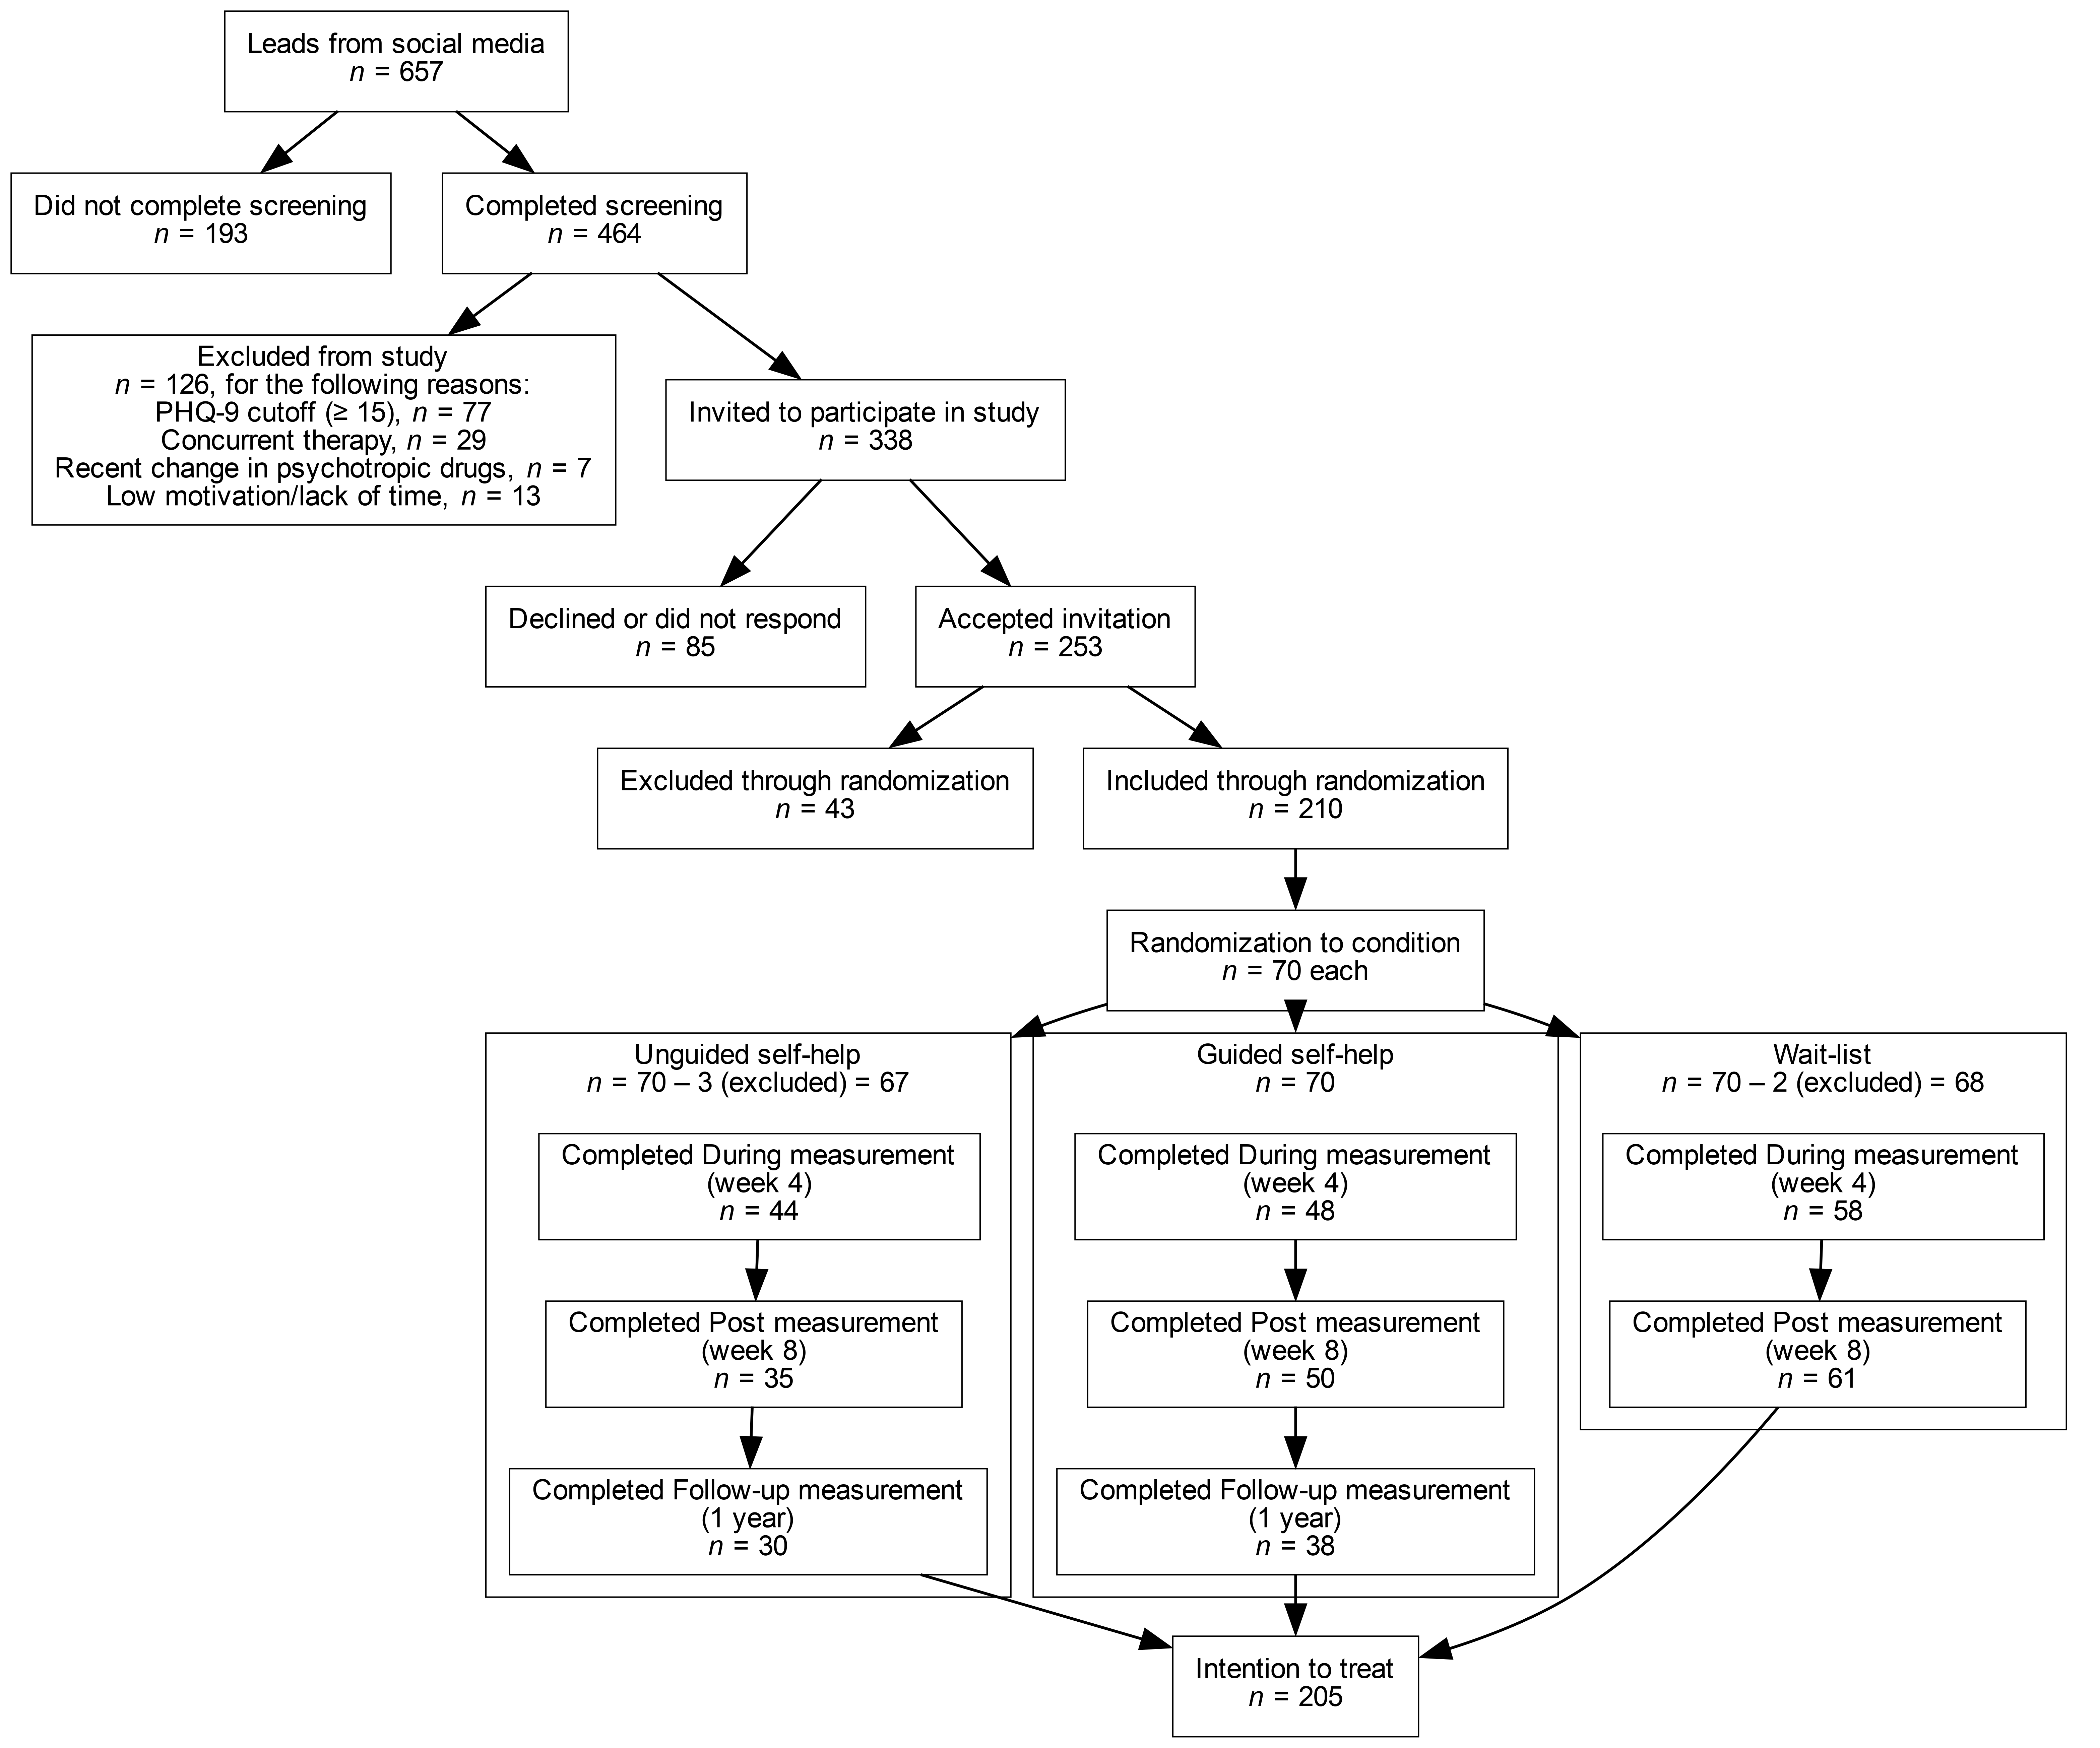 Leads from social media
n = 657
Did not complete screening
n = 193
Completed screening
n = 464
Excluded from study
n = 126, for the following reasons:
PHQ-9 cutoff (≥ 15), n = 77
Concurrent therapy, n = 29
Recent change in psychotropic drugs, n = 7
Low motivation/lack of time, n = 13
Invited to participate in study
n = 338
Declined or did not respond
n = 85
Accepted invitation
n = 253
Excluded through randomization
n = 43
Included through randomization
n = 210
Randomization to condition
n = 70 each
Unguided self-help
n = 70 – 3 (excluded) = 67
Completed During measurement
(week 4)
n = 44
Completed Post measurement
(week 8)
n = 35
Completed Follow-up measurement
(1 year)
n = 30
Guided self-help
n = 70
Completed During measurement
(week 4)
n = 48
Completed Post measurement
(week 8)
n = 50
Completed Follow-up measurement
(1 year)
n = 38
Wait-list
n = 70 – 2 (excluded) = 68
Completed During measurement
(week 4)
n = 58
Completed Post measurement
(week 8)
n = 61
Intention to treat
n = 205